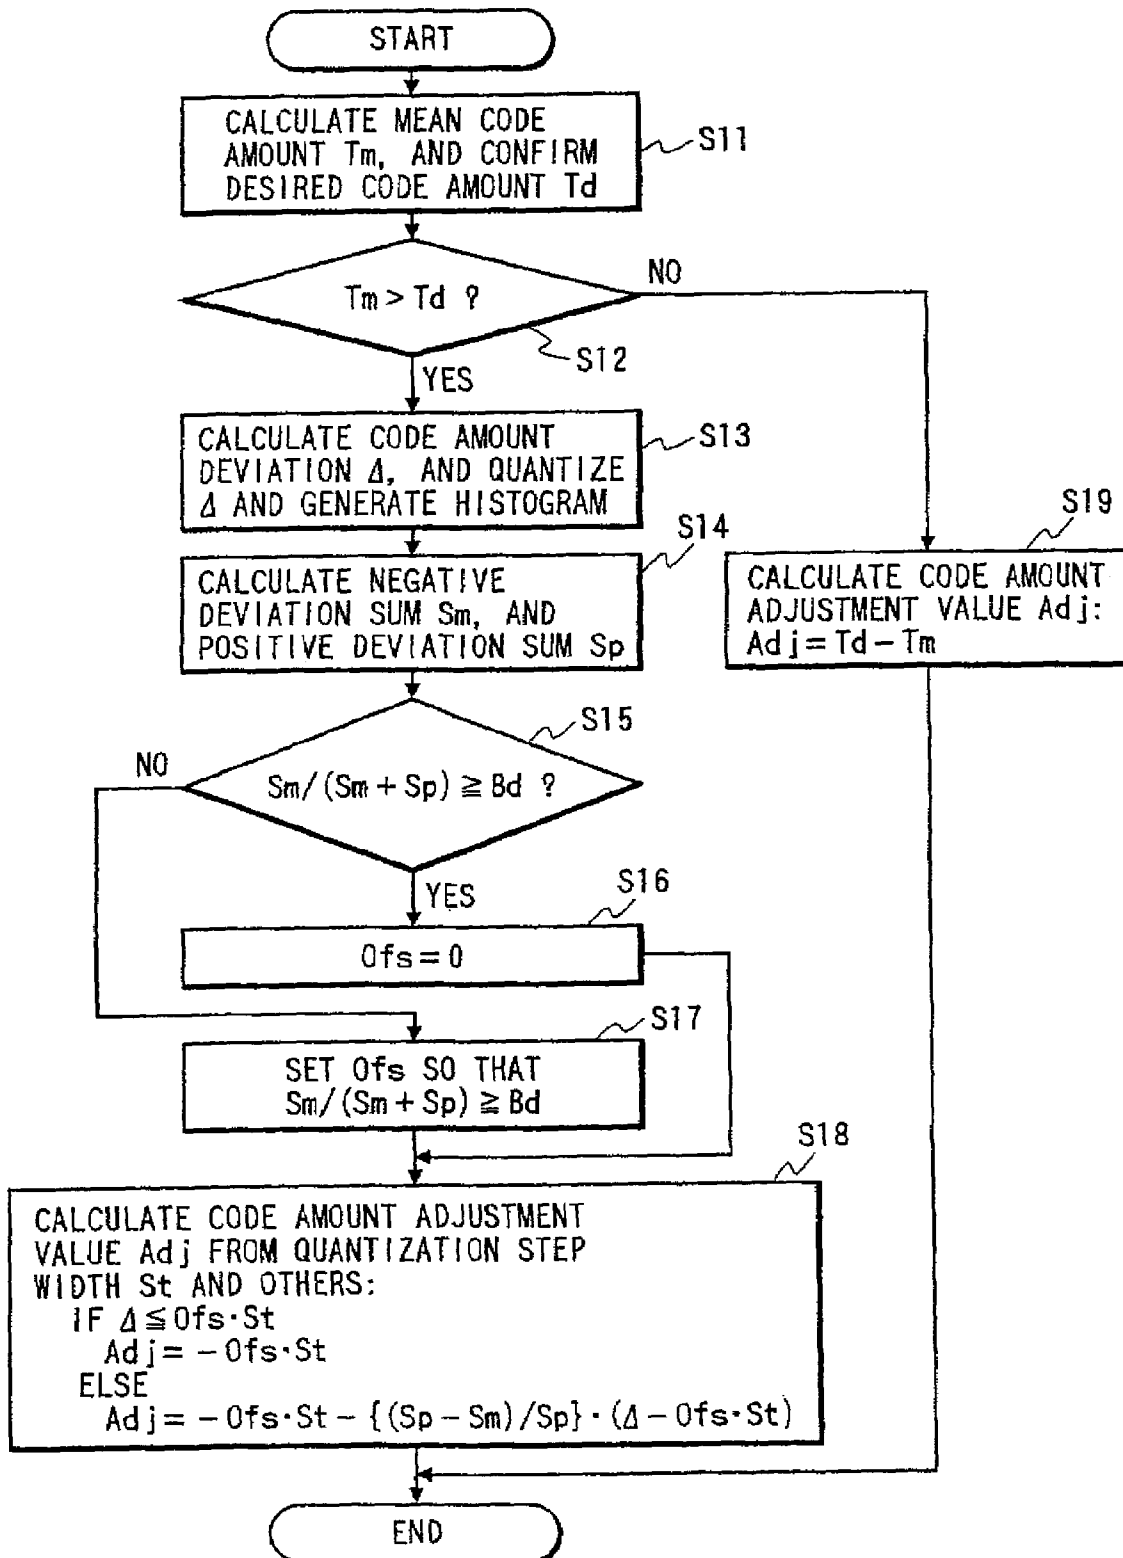 START
CALCULATE MEAN CODE
AMOUNT Tm, AND CONFIRM
DESIRED CODE AMOUNT Td
S11
Tm > Td ?
NO
S12
YES
CALCULATE CODE AMOUNT
DEVIATION Δ, AND QUANTIZE
Δ AND GENERATE HISTOGRAM
S13
CALCULATE NEGATIVE
DEVIATION SUM Sm, AND
POSITIVE DEVIATION SUM Sp
S14
CALCULATE CODE AMOUNT
ADJUSTMENT VALUE Adj:
Adj = Td − Tm
S19
Sm/(Sm + Sp) ≧ Bd ?
S15
NO
YES
Ofs = 0
S16
SET Ofs SO THAT
Sm/(Sm + Sp) ≧ Bd
S17
S18
CALCULATE CODE AMOUNT ADJUSTMENT
VALUE Adj FROM QUANTIZATION STEP
WIDTH St AND OTHERS:
IF Δ ≦ Ofs·St
Adj = − Ofs·St
ELSE
Adj = − Ofs·St − {(Sp − Sm)/Sp}·(Δ − Ofs·St)
END